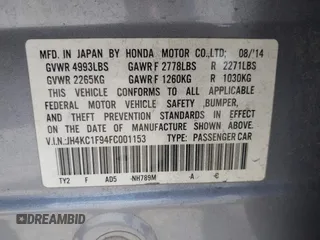 MFD. IN JAPAN BY HONDA MOTOR CO.,LTD. 08/'14
GVWR 4993LBS GAWR F 2778LBS R 2271LBS
GVWR 2265KG GAWR F 1260KG R 1030KG
THIS VEHICLE CONFORMS TO ALL APPLICABLE
FEDERAL MOTOR VEHICLE SAFETY, BUMPER,
AND THEFT PREVENTION STANDARDS IN
EFFECT ON THE DATE OF MANUFACTURE
SHOWN ABOVE.
V.I.N.:JH4KC1F94FC001153 TYPE: PASSENGER CAR
TY2 F AD5 NH789M A C
© DREAMBID
DREAMBID.COM